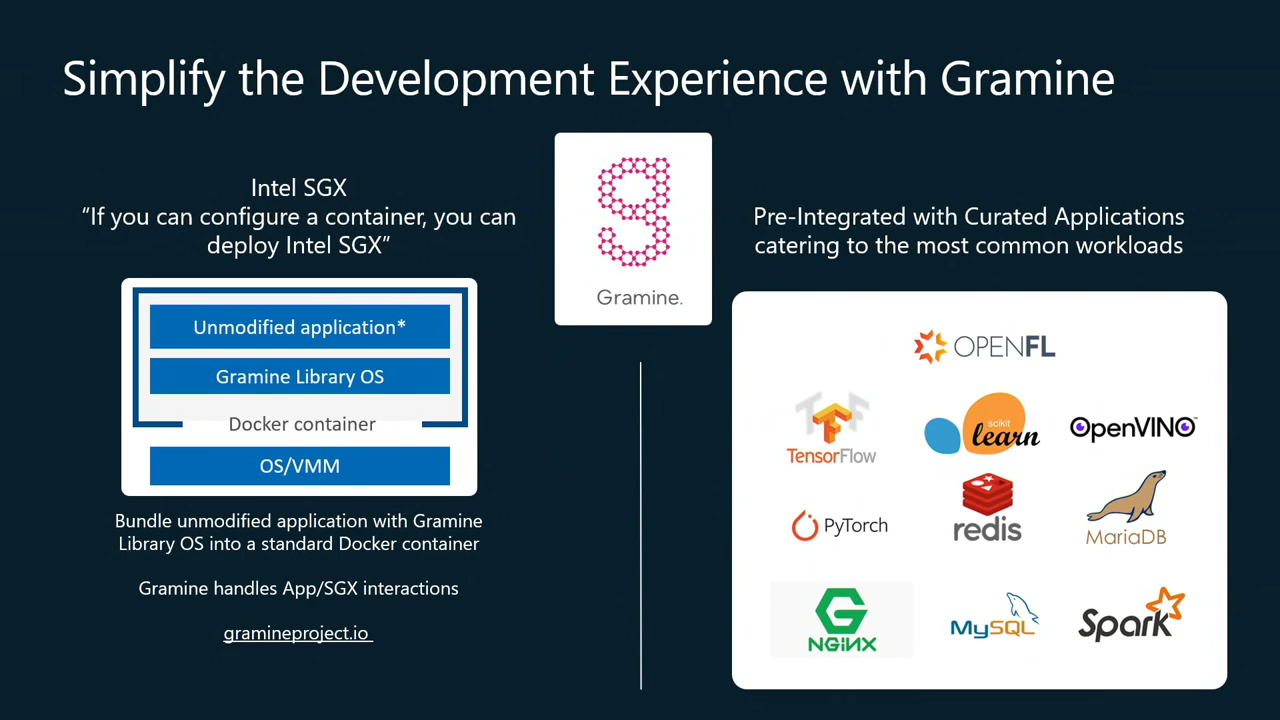 Simplify the Development Experience with Gramine
Intel SGX
“If you can configure a container, you can
deploy Intel SGX”
Unmodified application*
Gramine Library OS
Docker container
OS/VMM
Bundle unmodified application with Gramine
Library OS into a standard Docker container
Gramine handles App/SGX interactions
gramineproject.io
Gramine.
Pre-Integrated with Curated Applications
catering to the most common workloads
OPENFL
TensorFlow
scikit
learn
OpenVINO™
PyTorch
redis
MariaDB
NGINX
MySQL
Spark